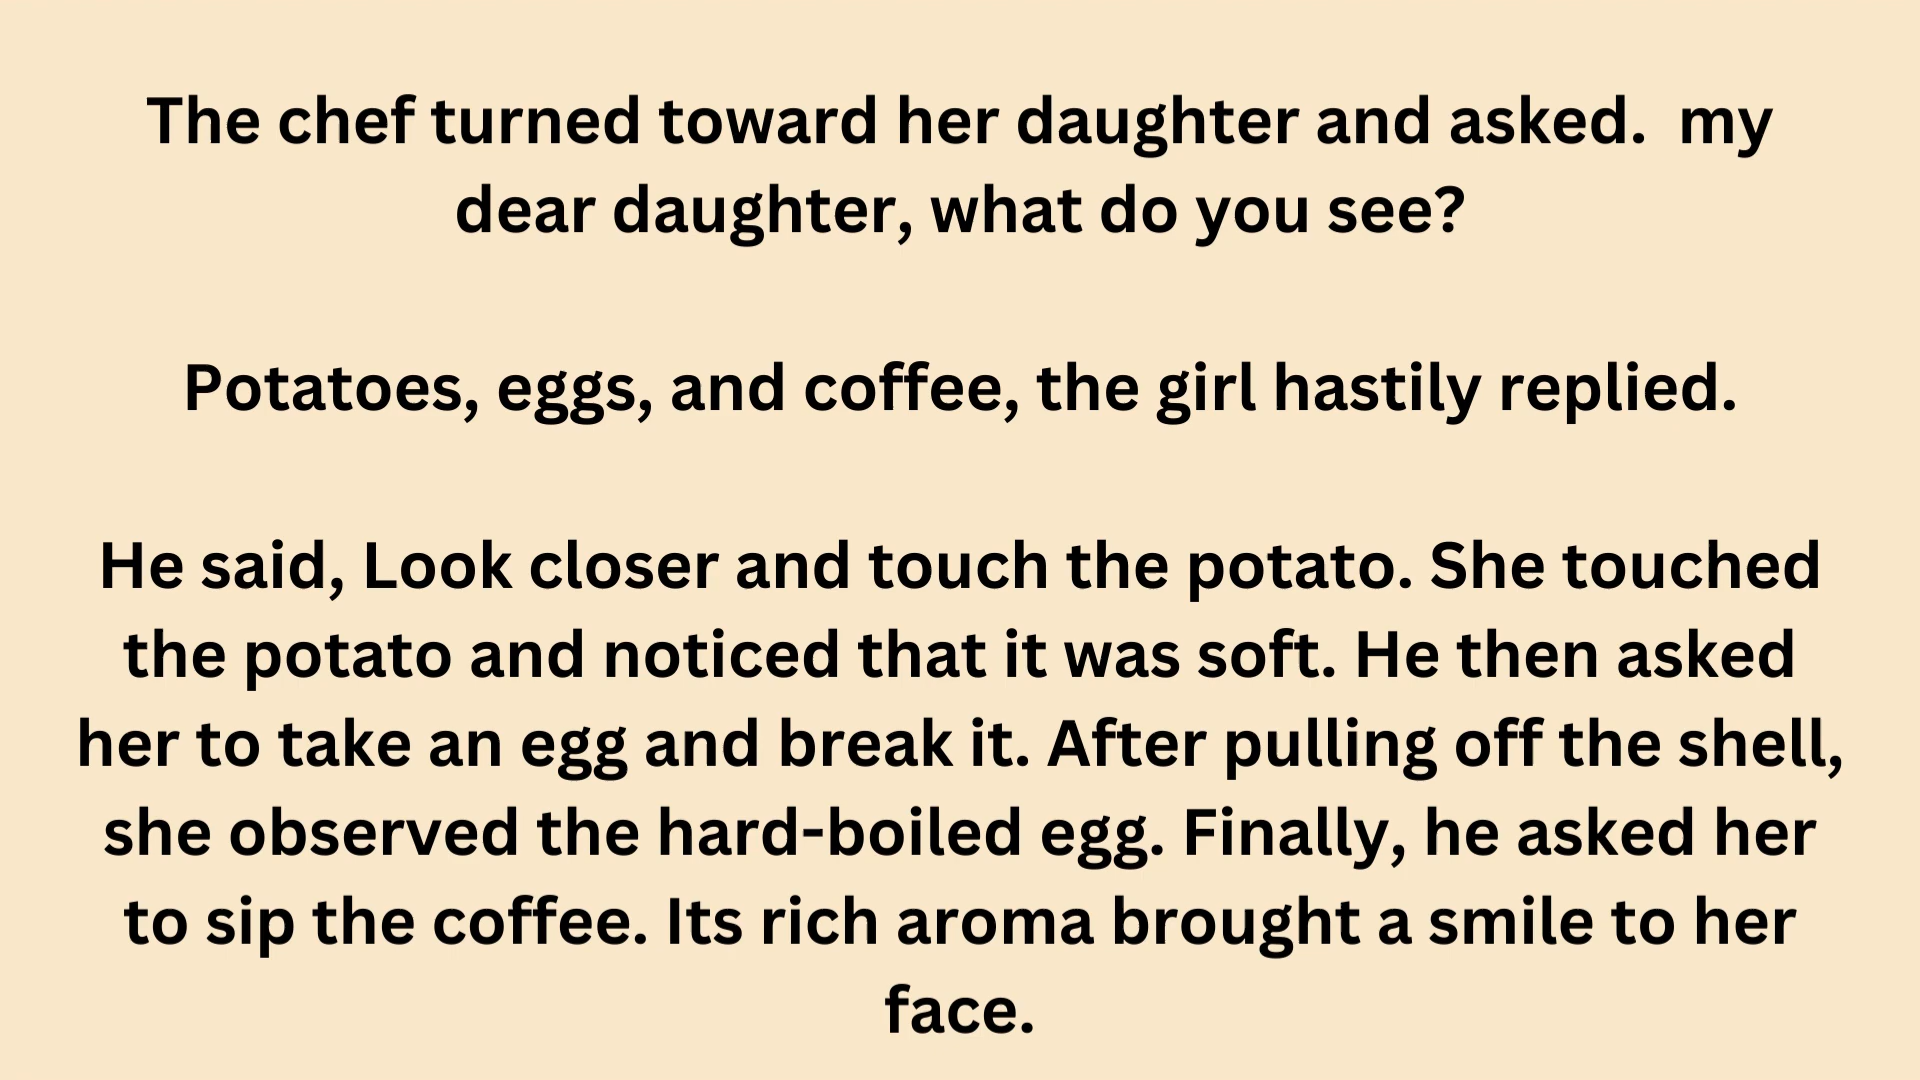 The chef turned toward her daughter and asked.  my
dear daughter, what do you see?
Potatoes, eggs, and coffee, the girl hastily replied.
He said, Look closer and touch the potato. She touched
the potato and noticed that it was soft. He then asked
her to take an egg and break it. After pulling off the shell,
she observed the hard-boiled egg. Finally, he asked her
to sip the coffee. Its rich aroma brought a smile to her
face.